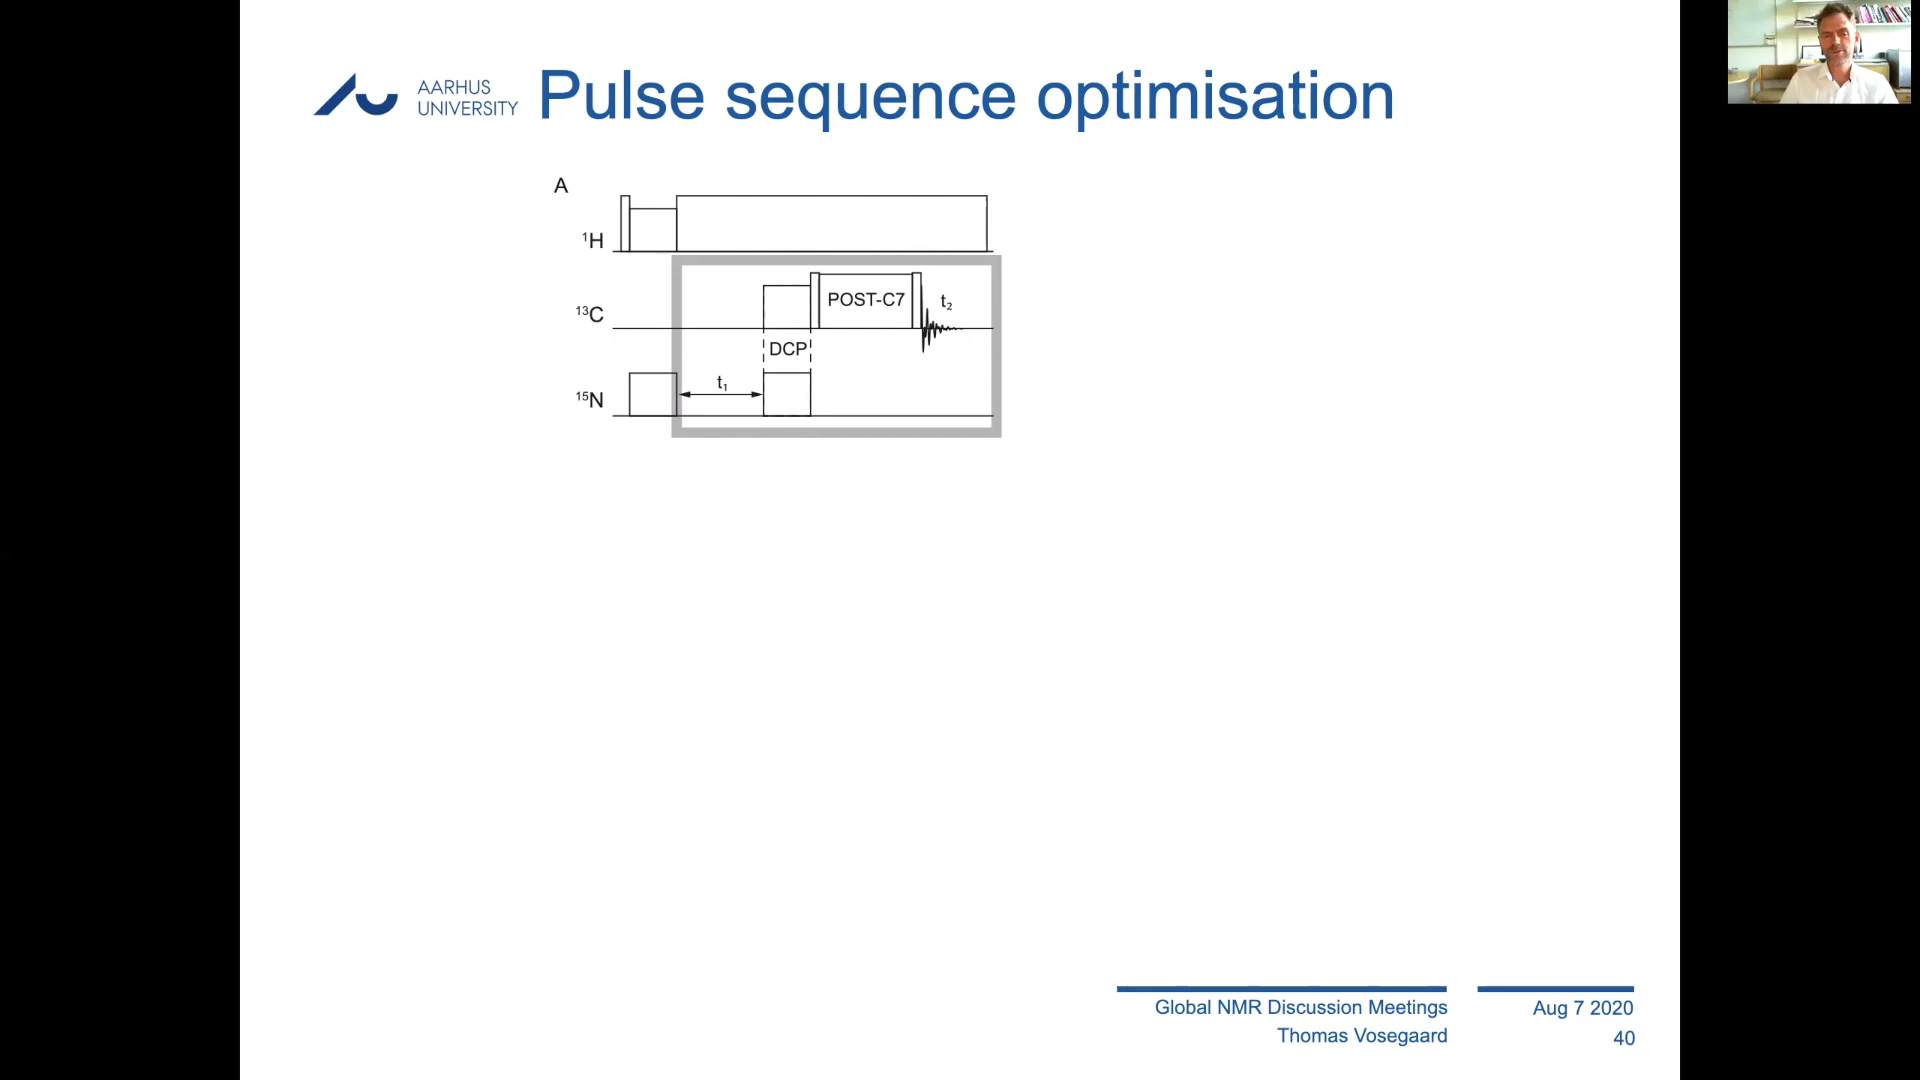 AARHUS
UNIVERSITY
Pulse sequence optimisation
A
¹H
¹³C
POST-C7
t₂
DCP
t₁
¹⁵N
Global NMR Discussion Meetings
Thomas Vosegaard
Aug 7 2020
40